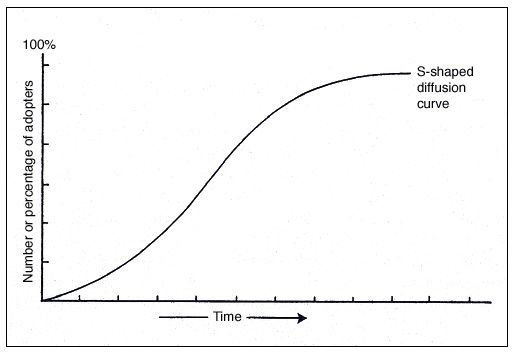 100%
Number or percentage of adopters
S-shaped
diffusion
curve
Time